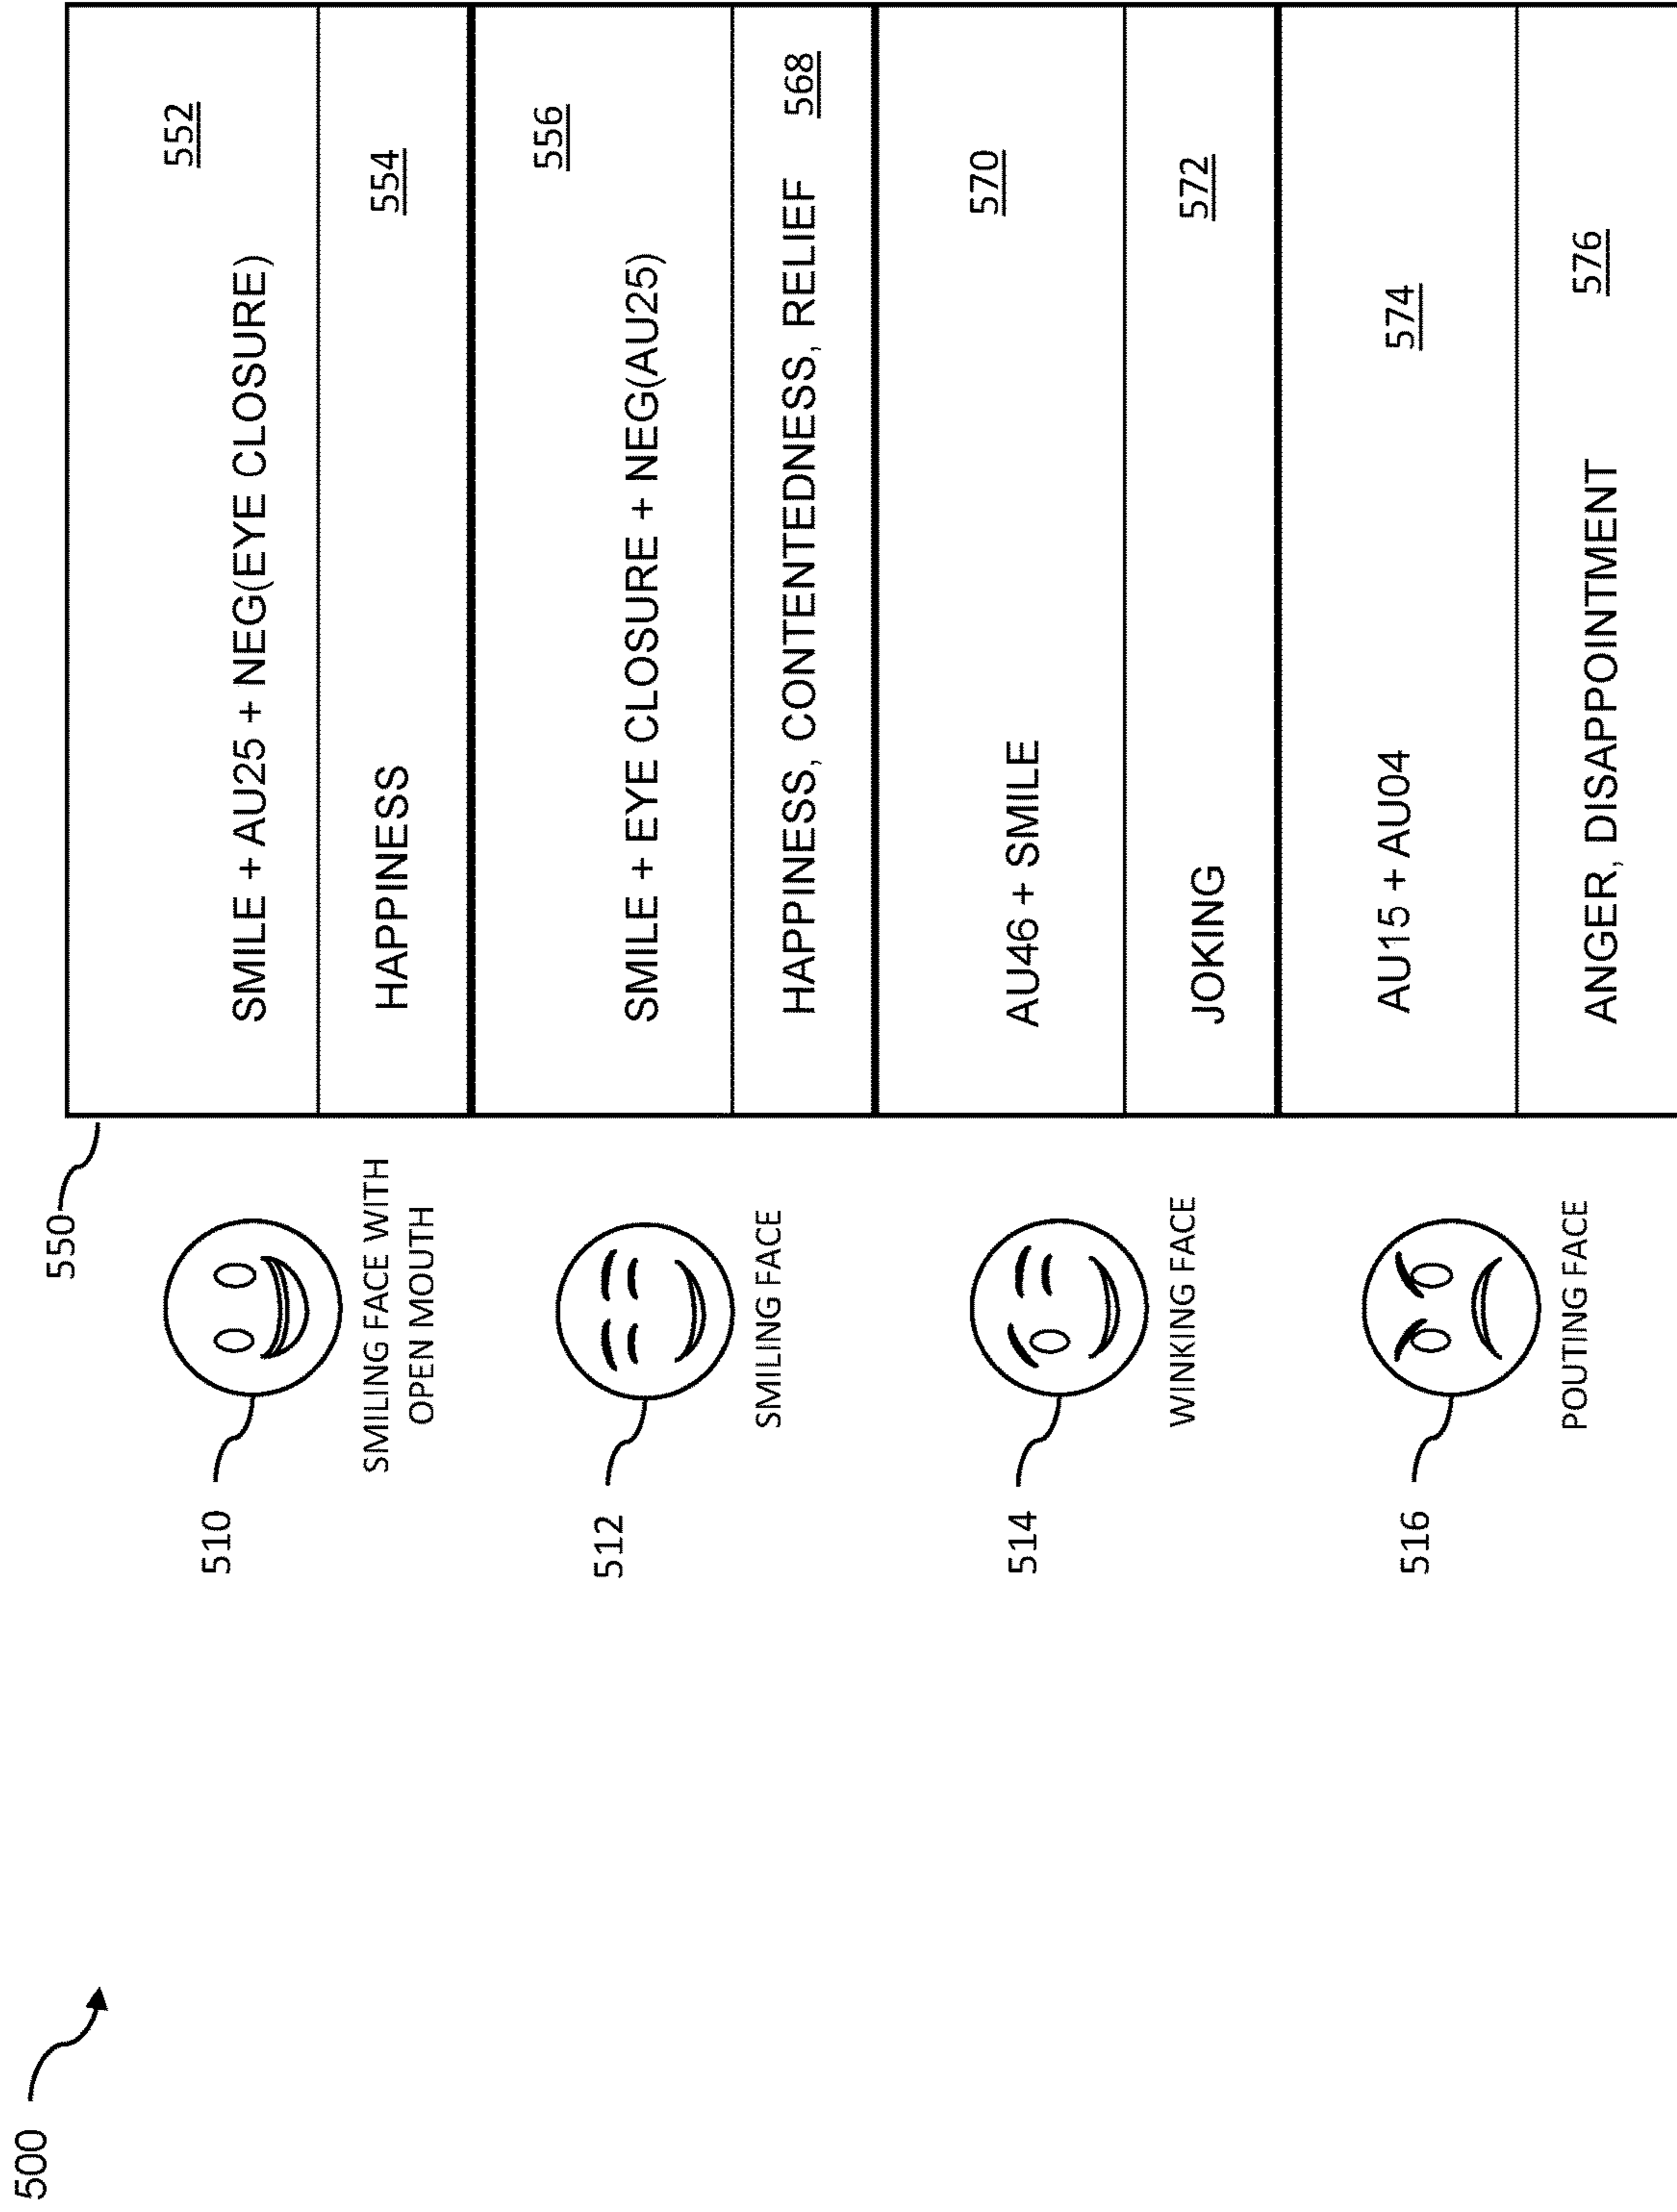 500
550
510
SMILING FACE WITH
OPEN MOUTH
552
SMILE + AU25 + NEG(EYE CLOSURE)
HAPPINESS 554
512
SMILING FACE
556
SMILE + EYE CLOSURE + NEG(AU25)
HAPPINESS, CONTENTEDNESS, RELIEF 568
514
WINKING FACE
570
AU46 + SMILE
JOKING 572
516
POUTING FACE
AU15 + AU04 574
ANGER, DISAPPOINTMENT 576